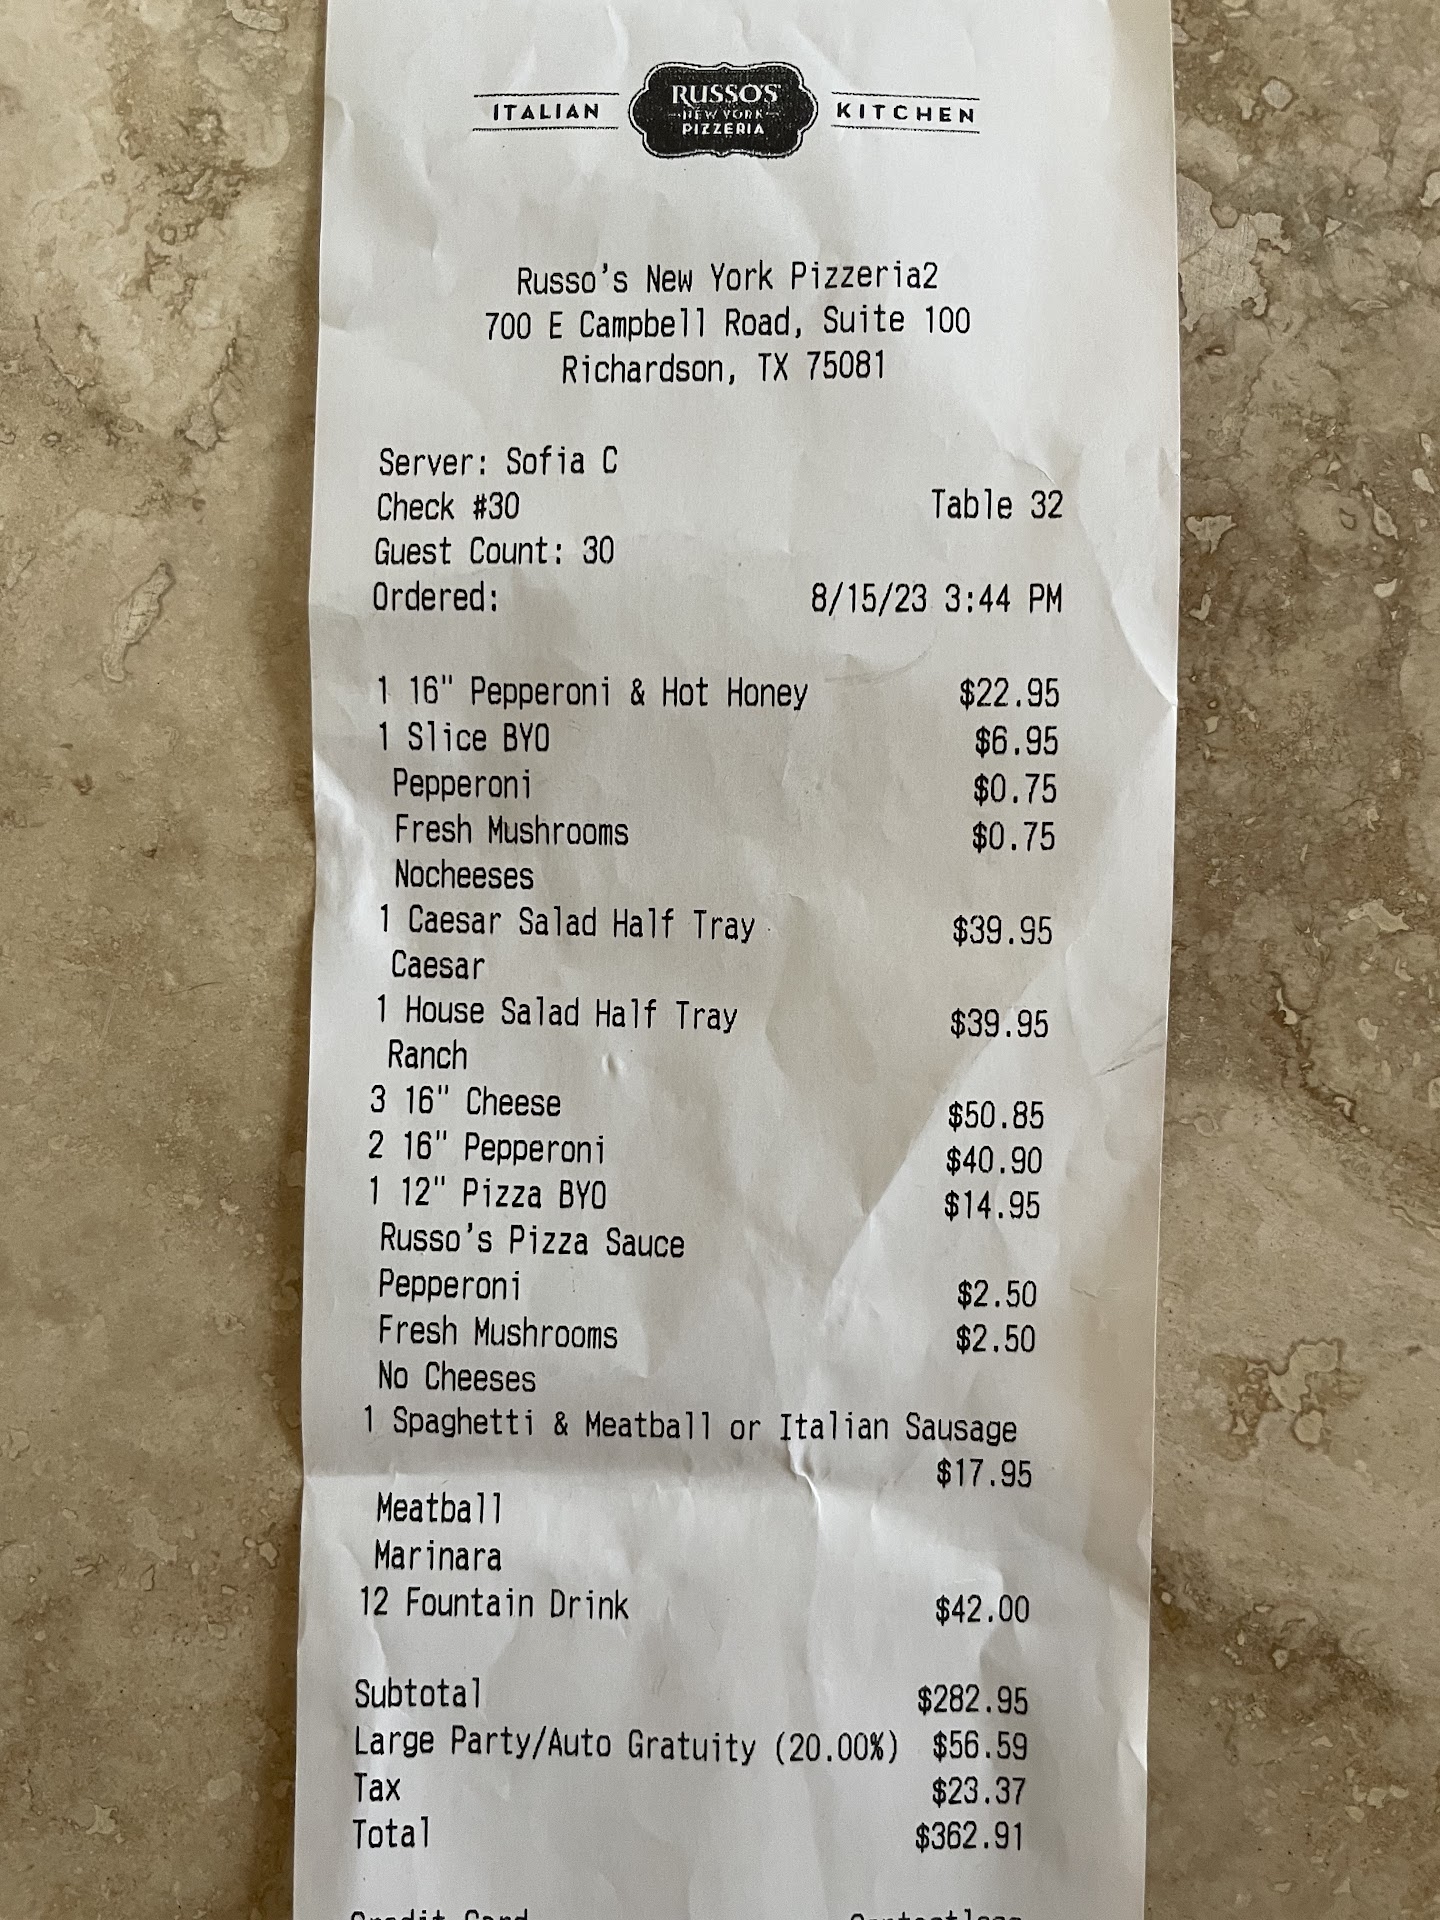 ITALIAN RUSSO'S KITCHEN
NEW YORK
PIZZERIA
Russo's New York Pizzeria2
700 E Campbell Road, Suite 100
Richardson, TX 75081
Server: Sofia C
Check #30 Table 32
Guest Count: 30
Ordered: 8/15/23 3:44 PM
1 16" Pepperoni & Hot Honey $22.95
1 Slice BYO $6.95
Pepperoni $0.75
Fresh Mushrooms $0.75
Nocheeses
1 Caesar Salad Half Tray $39.95
Caesar
1 House Salad Half Tray $39.95
Ranch
3 16" Cheese $50.85
2 16" Pepperoni $40.90
1 12" Pizza BYO $14.95
Russo's Pizza Sauce
Pepperoni $2.50
Fresh Mushrooms $2.50
No Cheeses
1 Spaghetti & Meatball or Italian Sausage
$17.95
Meatball
Marinara
12 Fountain Drink $42.00
Subtotal $282.95
Large Party/Auto Gratuity (20.00%) $56.59
Tax $23.37
Total $362.91
Credit Card Contactless